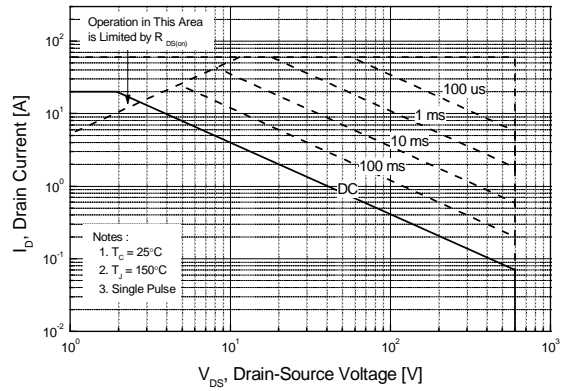 Operation in This Area
is Limited by R DS(on)
10²
10¹
10⁰
10⁻¹
10⁻²
I_D, Drain Current [A]
100 us
1 ms
10 ms
100 ms
DC
Notes :
1. T_C = 25°C
2. T_J = 150°C
3. Single Pulse
10⁰
10¹
10²
10³
V_DS, Drain-Source Voltage [V]